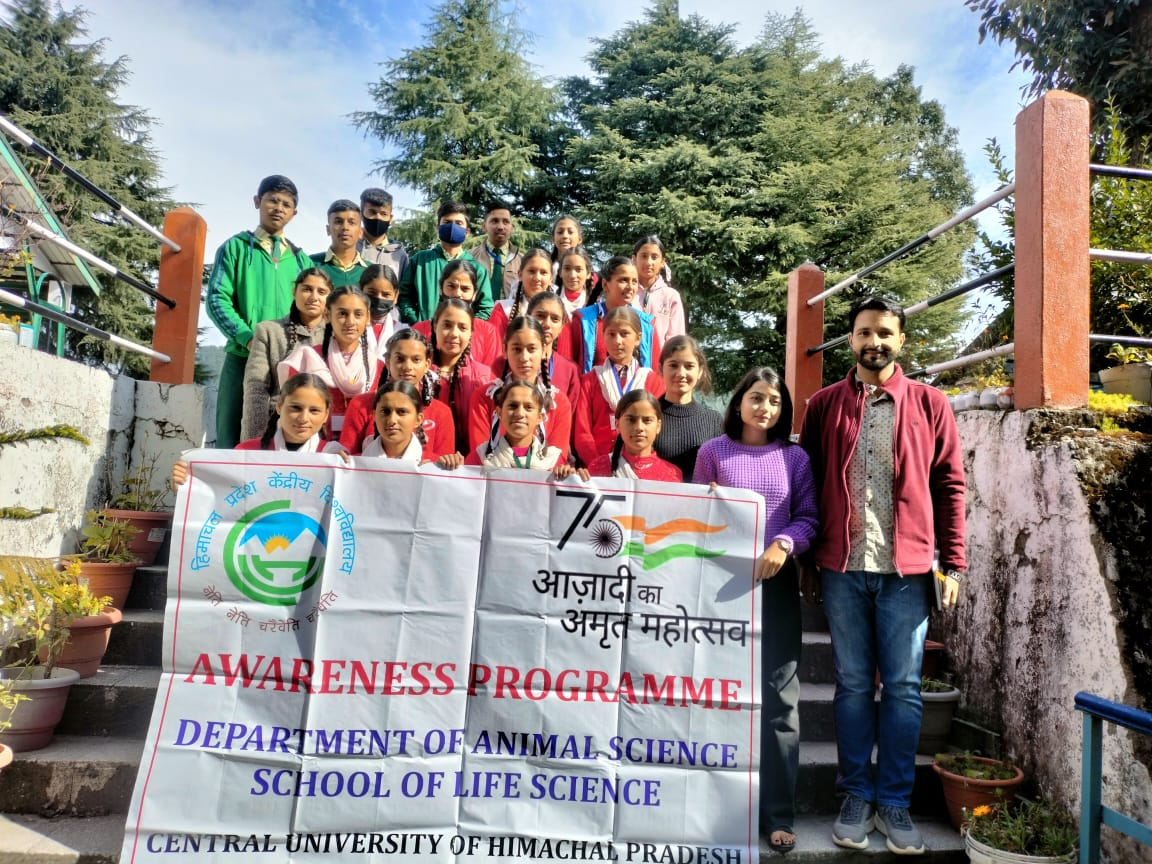 हिमाचल प्रदेश केंद्रीय विश्वविद्यालय
नेति नेति चरैवेति चरैवेति
75
आज़ादी का
अमृत महोत्सव
AWARENESS PROGRAMME
DEPARTMENT OF ANIMAL SCIENCE
SCHOOL OF LIFE SCIENCE
CENTRAL UNIVERSITY OF HIMACHAL PRADESH